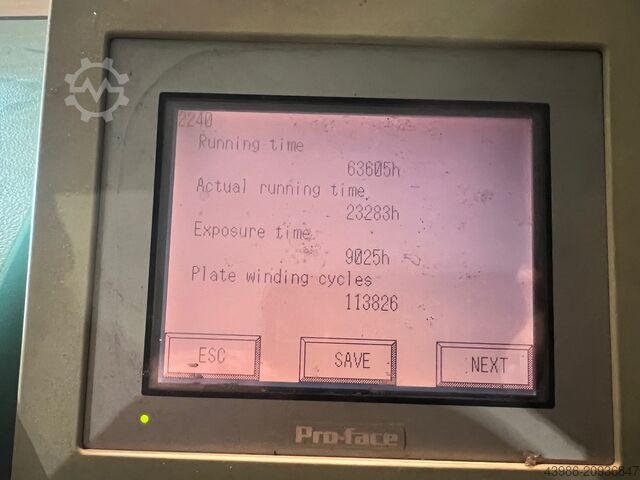 2240
Running time
63605h
Actual running time
23283h
Exposure time
9025h
Plate winding cycles
113826
ESC
SAVE
NEXT
Pro-face
43986-20936647